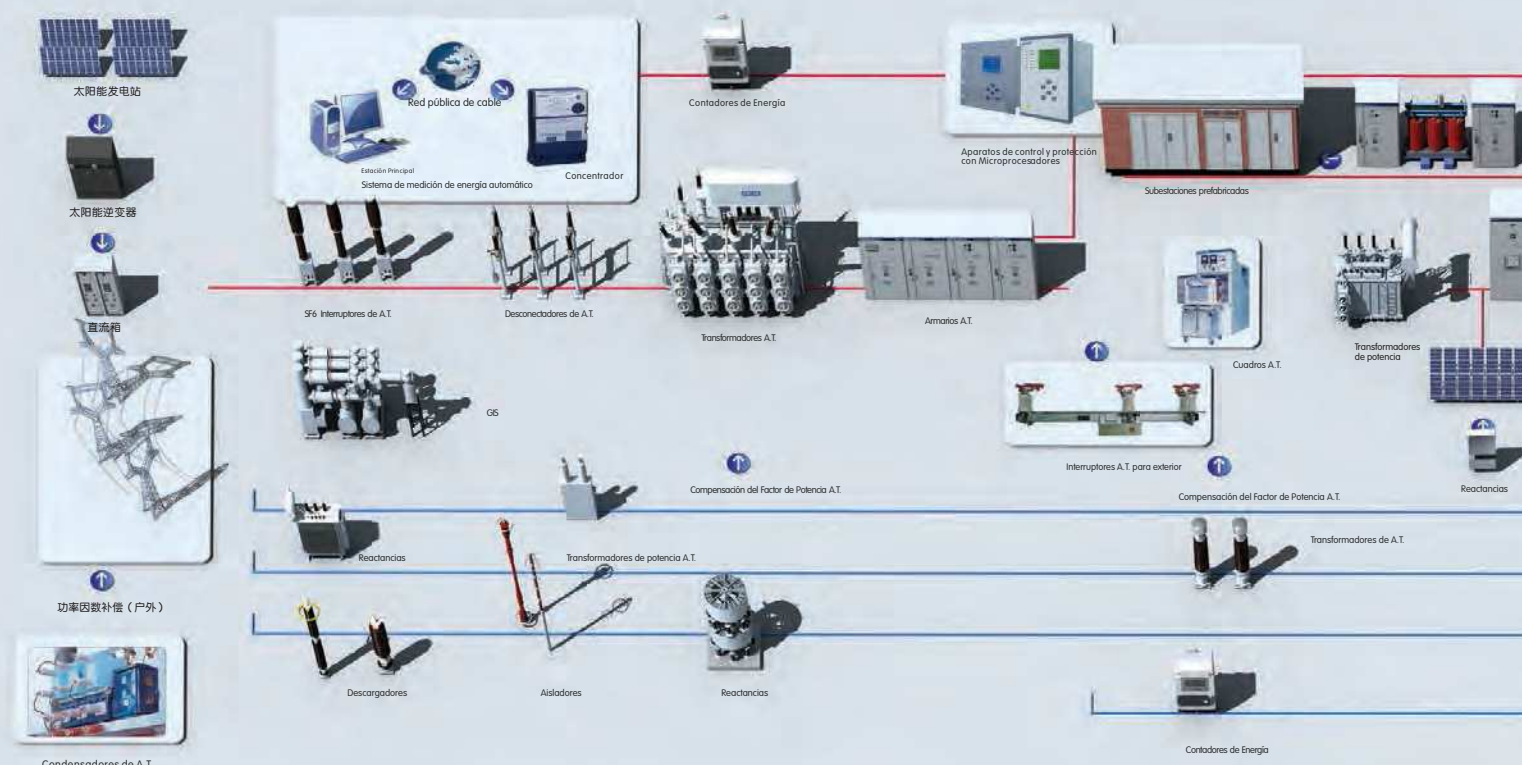 太阳能发电站
太阳能逆变器
直流箱
功率因数补偿（户外）
Condensadores de A.T.
Red pública de cable
Estación Principal
Sistema de medición de energía automático
Concentrador
Contadores de Energía
Aparatos de control y protección
con Microprocesadores
Subestaciones prefabricadas
SF6 Interruptores de A.T.
Desconectadores de A.T.
Transformadores A.T.
Armarios A.T.
Cuadros A.T.
Transformadores
de potencia
GIS
Interruptores A.T. para exterior
Compensación del Factor de Potencia A.T.
Compensación del Factor de Potencia A.T.
Reactancias
Reactancias
Transformadores de potencia A.T.
Transformadores de A.T.
Descargadores
Aisladores
Reactancias
Contadores de Energía